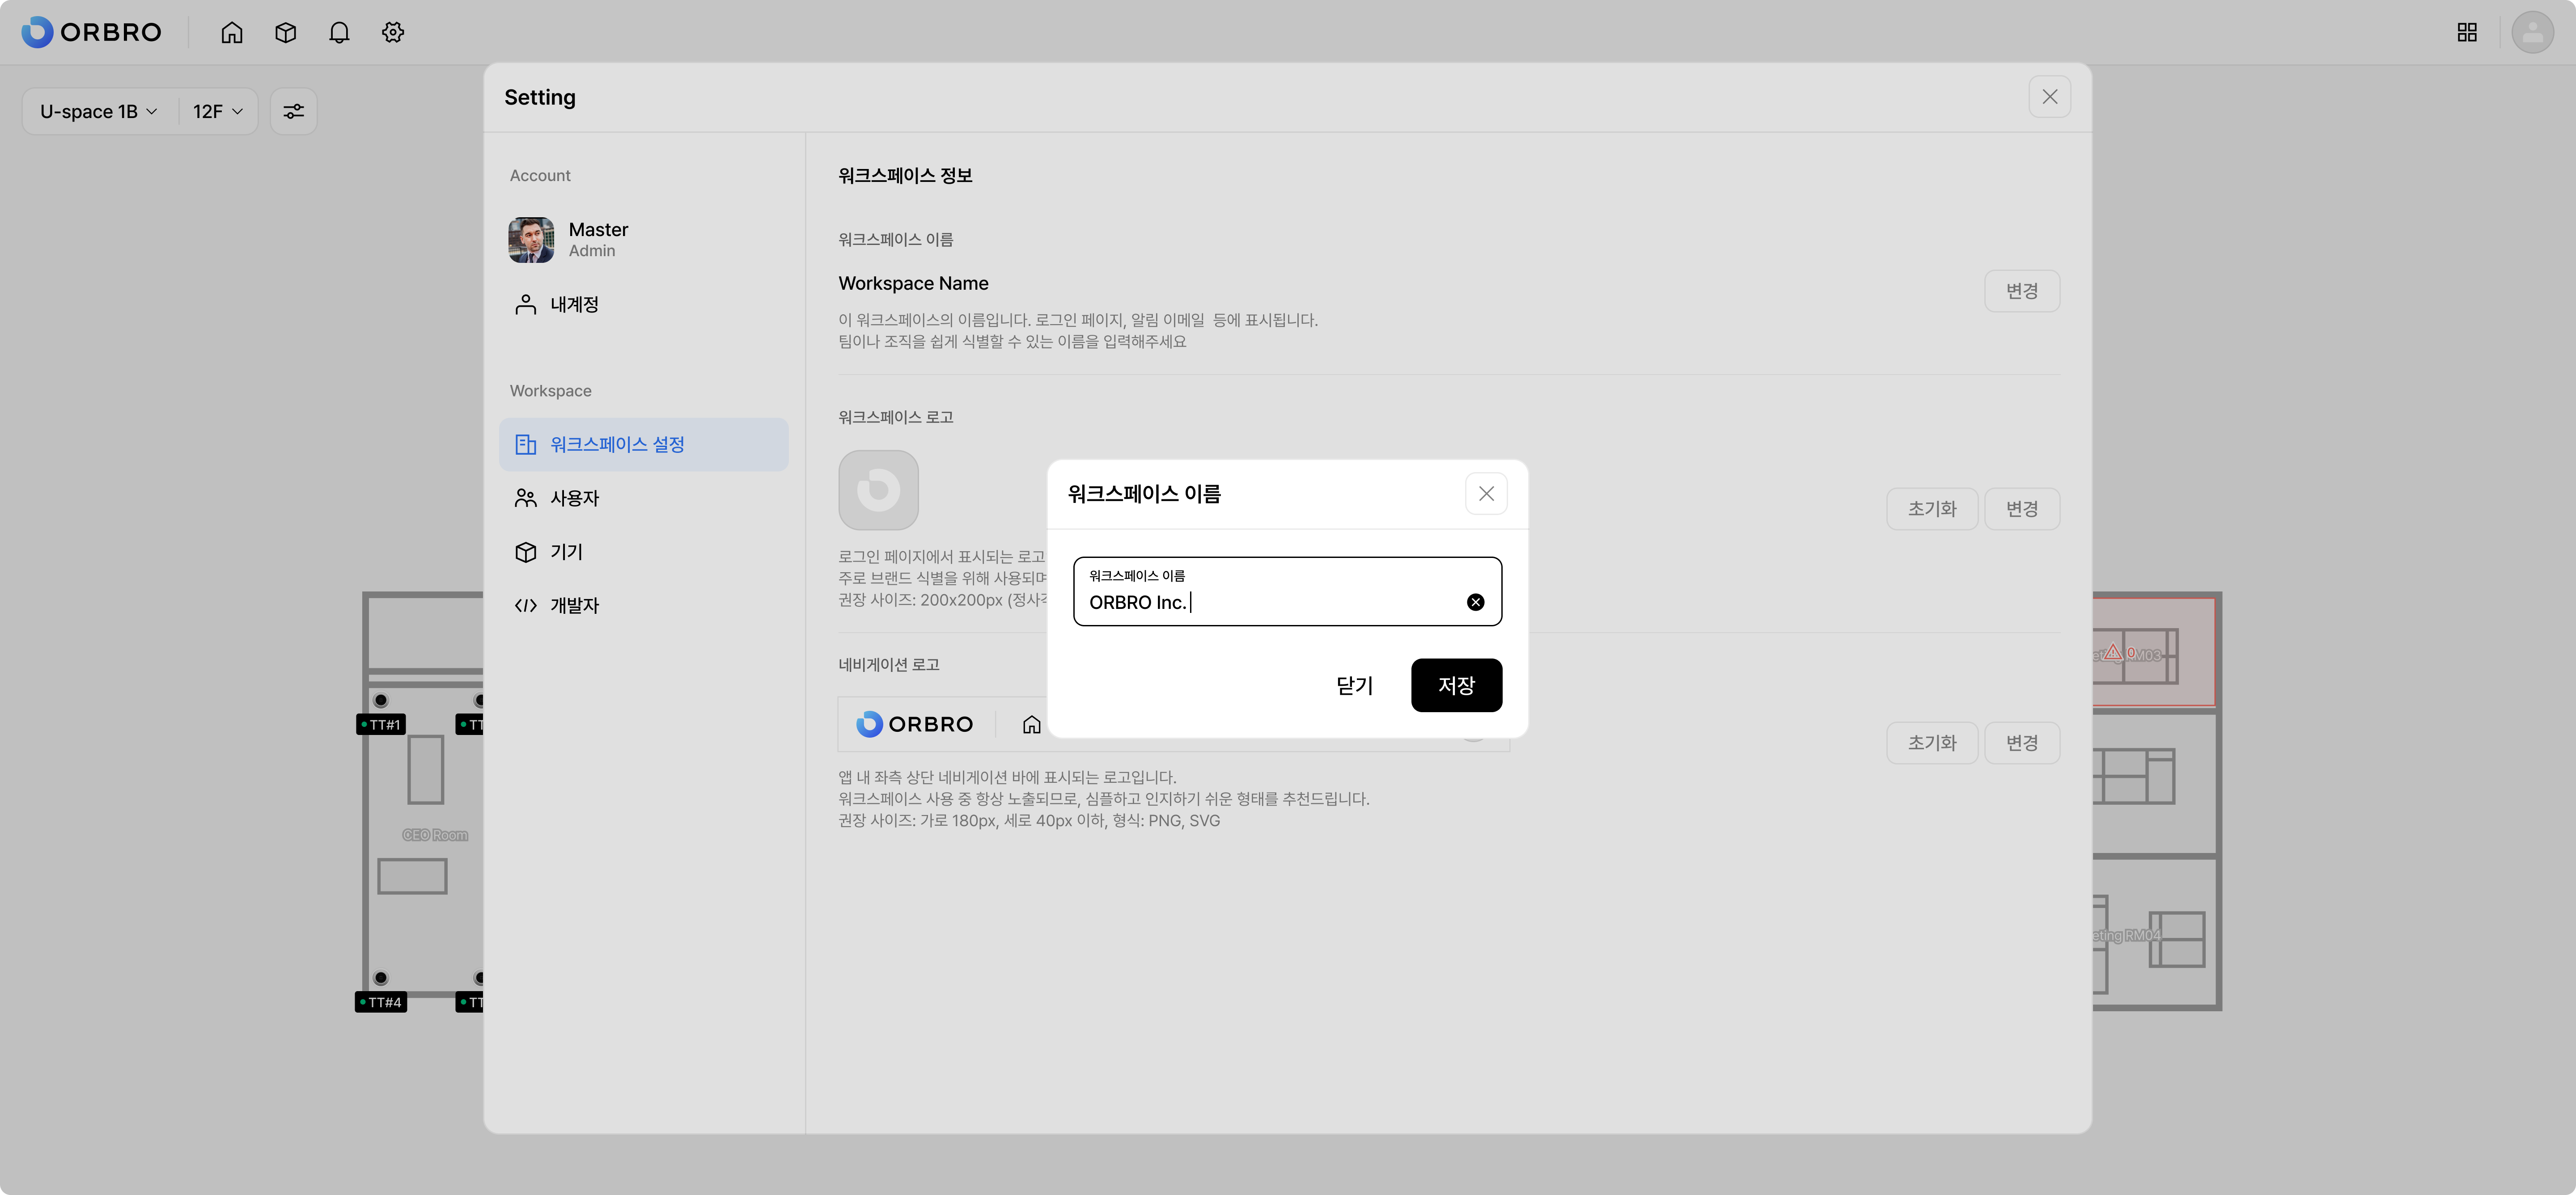 ORBRO
U-space 1B
12F
Setting
Account
Master
Admin
내계정
Workspace
워크스페이스 설정
사용자
기기
개발자
워크스페이스 정보
워크스페이스 이름
Workspace Name
변경
이 워크스페이스의 이름입니다. 로그인 페이지, 알림 이메일 등에 표시됩니다.
팀이나 조직을 쉽게 식별할 수 있는 이름을 입력해주세요
워크스페이스 로고
초기화
변경
로그인 페이지에서 표시되는 로고
주로 브랜드 식별을 위해 사용되며
권장 사이즈: 200x200px (정사각
네비게이션 로고
ORBRO
초기화
변경
앱 내 좌측 상단 네비게이션 바에 표시되는 로고입니다.
워크스페이스 사용 중 항상 노출되므로, 심플하고 인지하기 쉬운 형태를 추천드립니다.
권장 사이즈: 가로 180px, 세로 40px 이하, 형식: PNG, SVG
워크스페이스 이름
워크스페이스 이름
ORBRO Inc.
닫기
저장
TT#1
TT
CEO Room
TT#4
TT
0
RM03
eting RM04